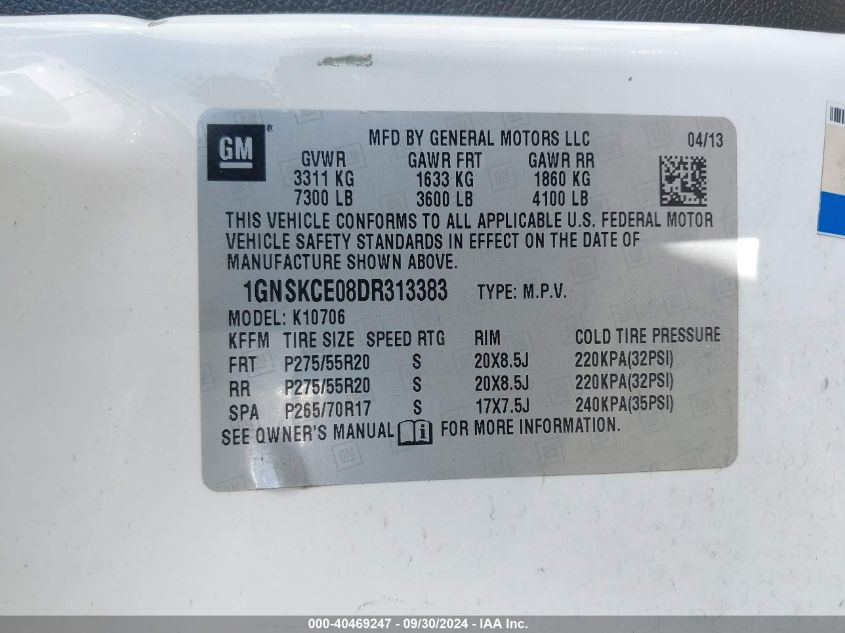 GM ® MFD BY GENERAL MOTORS LLC 04/13
GVWR GAWR FRT GAWR RR
3311 KG 1633 KG 1860 KG
7300 LB 3600 LB 4100 LB
THIS VEHICLE CONFORMS TO ALL APPLICABLE U.S. FEDERAL MOTOR
VEHICLE SAFETY STANDARDS IN EFFECT ON THE DATE OF
MANUFACTURE SHOWN ABOVE.
1GNSKCE08DR313383 TYPE: M.P.V.
MODEL: K10706
KFFM TIRE SIZE SPEED RTG RIM COLD TIRE PRESSURE
FRT P275/55R20 S 20X8.5J 220KPA(32PSI)
RR P275/55R20 S 20X8.5J 220KPA(32PSI)
SPA P265/70R17 S 17X7.5J 240KPA(35PSI)
SEE OWNER'S MANUAL i FOR MORE INFORMATION.
000-40469247 - 09/30/2024 - IAA Inc.